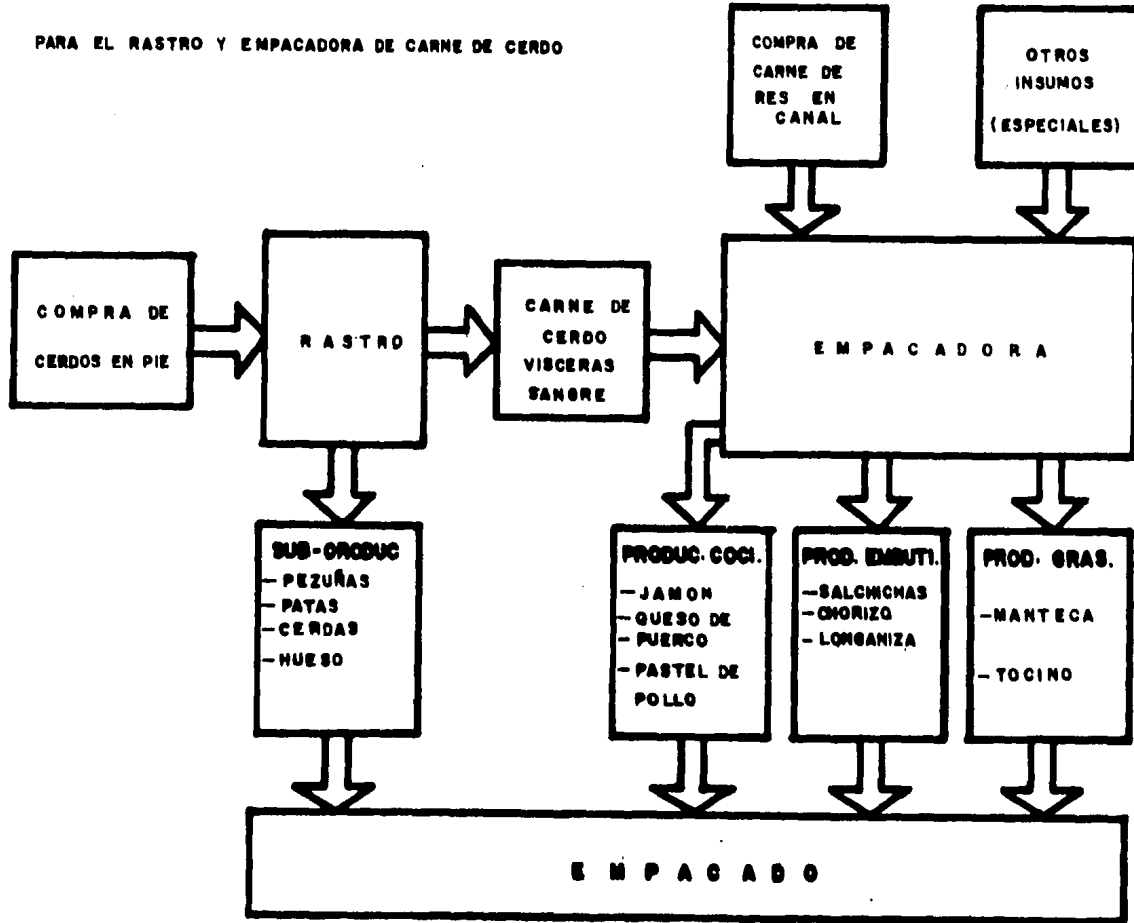 PARA EL RASTRO Y EMPACADORA DE CARNE DE CERDO
COMPRA DE
CARNE DE
RES EN
CANAL
OTROS
INSUMOS
(ESPECIALES)
COMPRA DE
CERDOS EN PIE
RASTRO
CARNE DE
CERDO
VISCERAS
SANGRE
EMPACADORA
SUB-ORODUC
- PEZUÑAS
- PATAS
- CERDAS
- HUESO
PRODUC. COCI.
- JAMON
- QUESO DE
- PUERCO
- PASTEL DE
POLLO
PROD. EMBUTI.
- SALCHICHAS
- CHORIZO
- LONGANIZA
PROD. GRAS.
- MANTECA
- TOCINO
EMPACADO